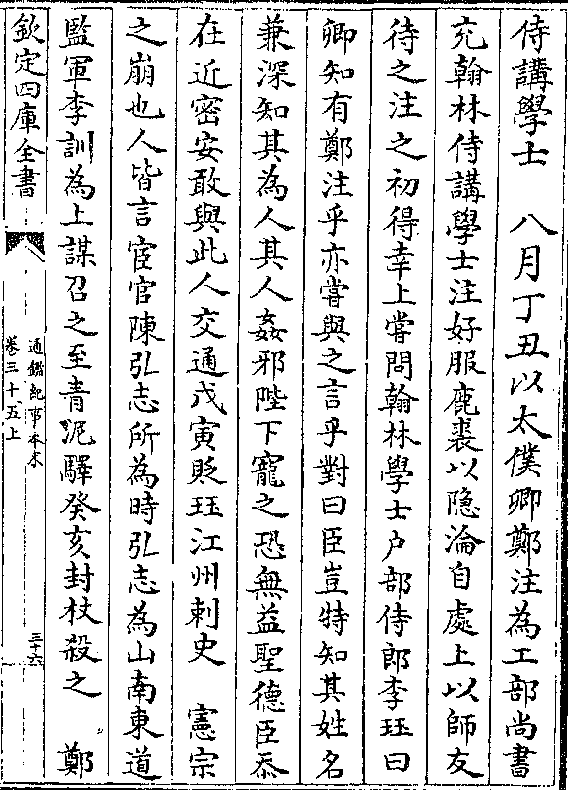 侍講學士　八月丁丑以太僕卿鄭注為工部尚書
充翰林侍講學士注好服鹿裘以隐淪自處上以師友
待之注之初得幸上嘗問翰林學士户部侍郎李珏曰
卿知有鄭注乎亦嘗與之言乎對曰臣豈特知其姓名
兼深知其為人其人姦邪陛下寵之恐無益聖德臣忝
在近密安敢與此人交通戊寅貶珏江州刺史　憲宗
之崩也人皆言宦官陳弘志所為時弘志為山南東道
監軍李訓為上謀召之至青泥驛癸亥封杖殺之　鄭
欽定四庫全書
通鑑紀事本末
卷三十五上
三十六